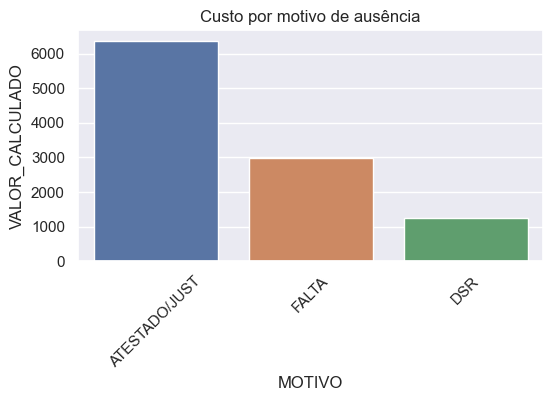 Custo por motivo de ausência
VALOR_CALCULADO
6000
5000
4000
3000
2000
1000
0
ATESTADO/JUST
FALTA
DSR
MOTIVO